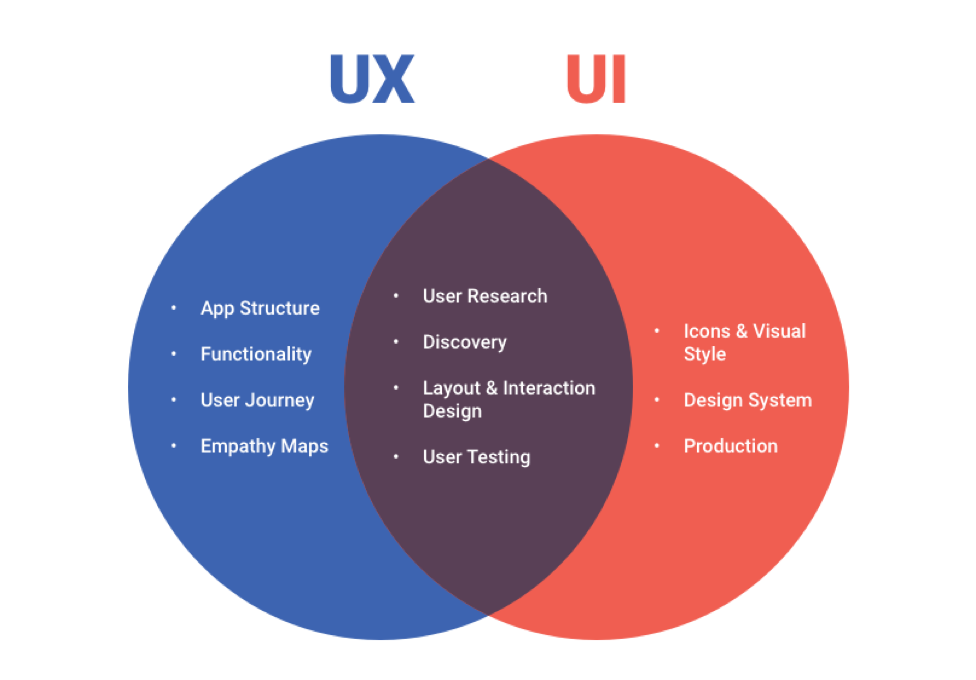 UX
UI
• App Structure
• Functionality
• User Journey
• Empathy Maps
• User Research
• Discovery
• Layout & Interaction
Design
• User Testing
• Icons & Visual
Style
• Design System
• Production